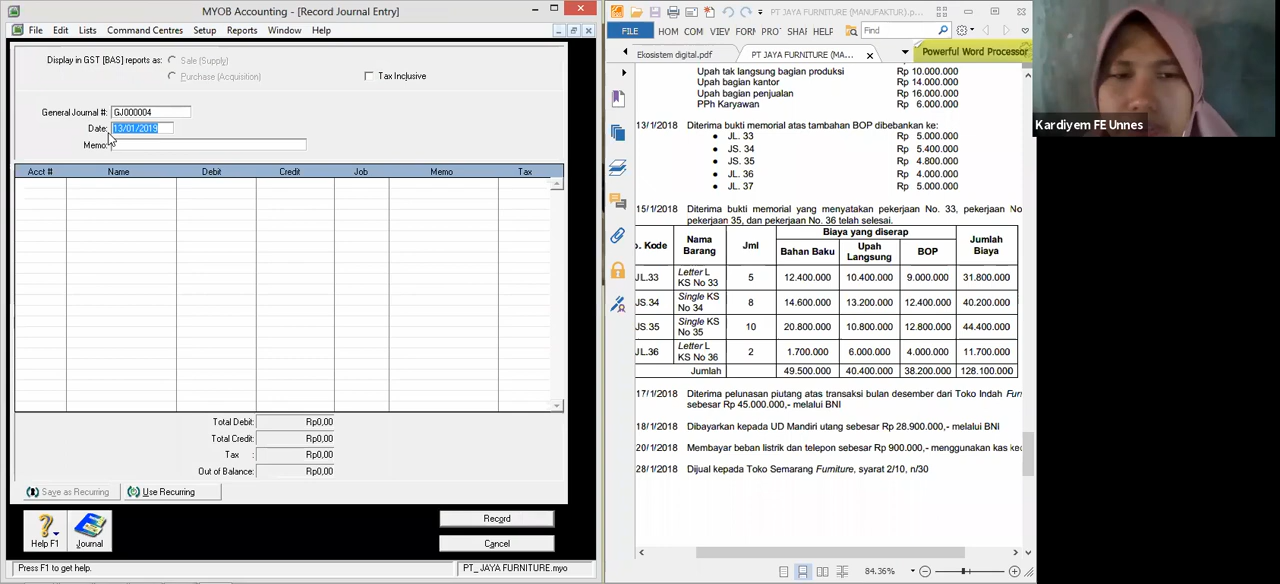 MYOB Accounting - [Record Journal Entry]
File Edit Lists Command Centres Setup Reports Window Help
Display in GST [BAS] reports as:
Sale (Supply)
Purchase (Acquisition)
Tax Inclusive
General Journal #: GJ000004
Date: 13/01/2019
Memo:
Acct # Name Debit Credit Job Memo Tax
Total Debit: Rp0,00
Total Credit: Rp0,00
Tax : Rp0,00
Out of Balance: Rp0,00
Save as Recurring Use Recurring
Help F1 Journal
Record
Cancel
Press F1 to get help. PT_ JAYA FURNITURE.myo
PT JAYA FURNITURE (MANUFAKTUR).p...
FILE HOM COM VIEV FORM PRO SHAR HELP Find
Ekosistem digital.pdf PT JAYA FURNITURE (MA... Powerful Word Processor
Upah tak langsung bagian produksi Rp 10.000.000
Upah bagian kantor Rp 14.000.000
Upah bagian penjualan Rp 16.000.000
PPh Karyawan Rp 6.000.000
13/1/2018 Diterima bukti memorial atas tambahan BOP dibebankan ke:
• JL. 33 Rp 5.000.000
• JS. 34 Rp 5.400.000
• JS. 35 Rp 4.800.000
• JL. 36 Rp 4.000.000
• JL. 37 Rp 5.000.000
15/1/2018 Diterima bukti memorial yang menyatakan pekerjaan No. 33, pekerjaan No
pekerjaan 35, dan pekerjaan No. 36 telah selesai.
. Kode Nama Barang Jml Biaya yang diserap Jumlah Biaya
Bahan Baku Upah Langsung BOP
JL.33 Letter L KS No 33 5 12.400.000 10.400.000 9.000.000 31.800.000
JS.34 Single KS No 34 8 14.600.000 13.200.000 12.400.000 40.200.000
JS.35 Single KS No 35 10 20.800.000 10.800.000 12.800.000 44.400.000
JL.36 Letter L KS No 36 2 1.700.000 6.000.000 4.000.000 11.700.000
Jumlah 49.500.000 40.400.000 38.200.000 128.100.000
17/1/2018 Diterima pelunasan piutang atas transaksi bulan desember dari Toko Indah Furn
sebesar Rp 45.000.000,- melalui BNI
18/1/2018 Dibayarkan kepada UD Mandiri utang sebesar Rp 28.900.000,- melalui BNI
20/1/2018 Membayar beban listrik dan telepon sebesar Rp 900.000,- menggunakan kas kec
28/1/2018 Dijual kepada Toko Semarang Furniture, syarat 2/10, n/30
84.36%
Kardiyem FE Unnes